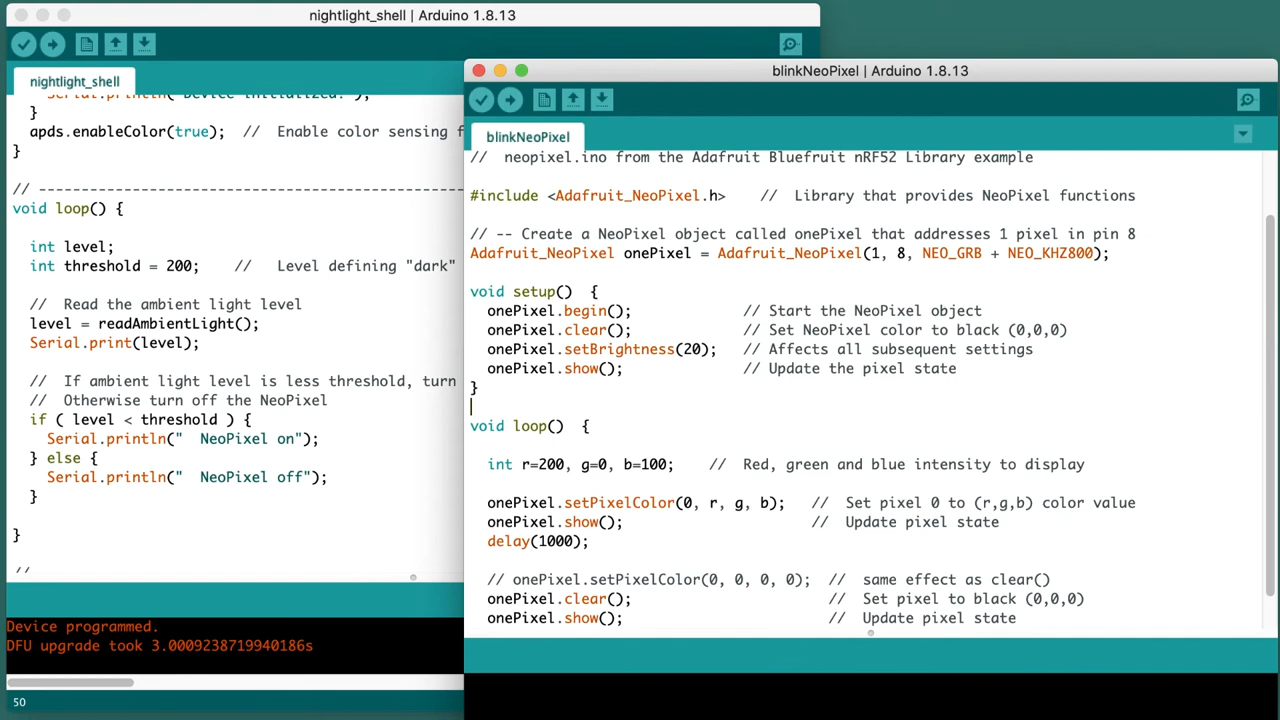 nightlight_shell | Arduino 1.8.13
nightlight_shell
Serial.println("Device initialized!");
}
apds.enableColor(true);  //  Enable color sensing f
}
// --------------------------------------------------
void loop() {
int level;
int threshold = 200;    //   Level defining "dark"
//  Read the ambient light level
level = readAmbientLight();
Serial.print(level);
//  If ambient light level is less threshold, turn
//  Otherwise turn off the NeoPixel
if ( level < threshold ) {
Serial.println("  NeoPixel on");
} else {
Serial.println("  NeoPixel off");
}
}
//
Device programmed.
DFU upgrade took 3.0009238719940186s
50
blinkNeoPixel | Arduino 1.8.13
blinkNeoPixel
//  neopixel.ino from the Adafruit Bluefruit nRF52 Library example
#include <Adafruit_NeoPixel.h>    //  Library that provides NeoPixel functions
// -- Create a NeoPixel object called onePixel that addresses 1 pixel in pin 8
Adafruit_NeoPixel onePixel = Adafruit_NeoPixel(1, 8, NEO_GRB + NEO_KHZ800);
void setup()  {
onePixel.begin();             // Start the NeoPixel object
onePixel.clear();             // Set NeoPixel color to black (0,0,0)
onePixel.setBrightness(20);   // Affects all subsequent settings
onePixel.show();              // Update the pixel state
}
void loop()  {
int r=200, g=0, b=100;    //  Red, green and blue intensity to display
onePixel.setPixelColor(0, r, g, b);   //  Set pixel 0 to (r,g,b) color value
onePixel.show();                      //  Update pixel state
delay(1000);
// onePixel.setPixelColor(0, 0, 0, 0);  //  same effect as clear()
onePixel.clear();                       //  Set pixel to black (0,0,0)
onePixel.show();                        //  Update pixel state